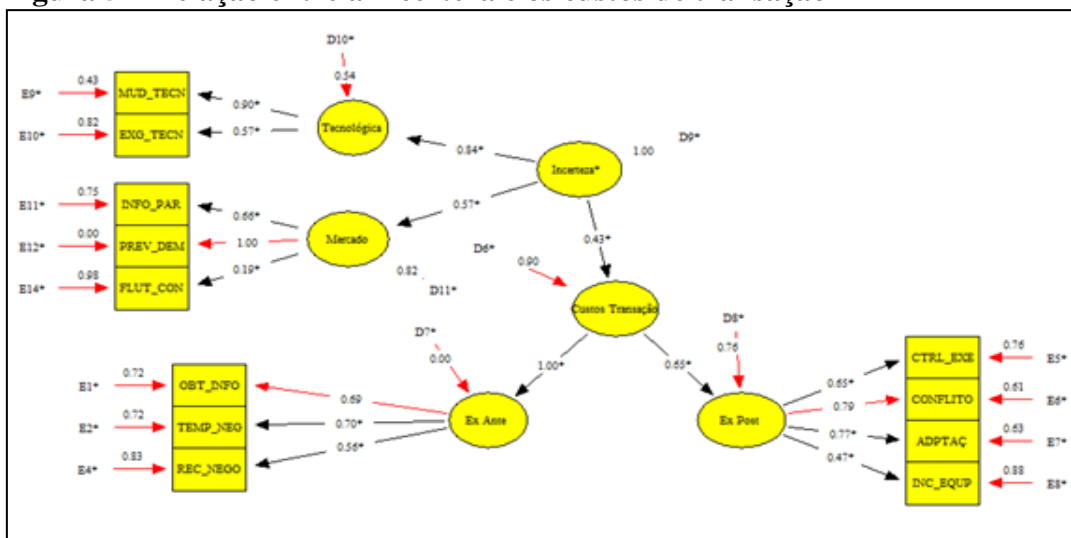 D10*
0.54
0.43
E9*
MUD_TECN
0.90*
E10*
0.82
EXG_TECN
0.57*
Tecnológica
0.84*
Incerteza*
1.00
D9*
0.57*
0.75
E11*
INFO_PAR
0.66*
E12*
0.00
PREV_DEM
1.00
Mercado
E14*
0.98
FLUT_CON
0.19*
0.82
D11*
0.43*
D6*
0.90
Custos Transação
D7*
0.00
D8*
0.76
1.00*
0.65*
0.72
E1*
OBT_INFO
0.69
E2*
0.72
TEMP_NEG
0.70*
Ex Ante
E4*
0.83
REC_NEGO
0.56*
Ex Post
0.65*
CTRL_EXE
0.76
E5*
0.79
CONFLITO
0.61
E6*
0.77*
ADPTAÇ
0.63
E7*
0.47*
INC_EQUP
0.88
E8*